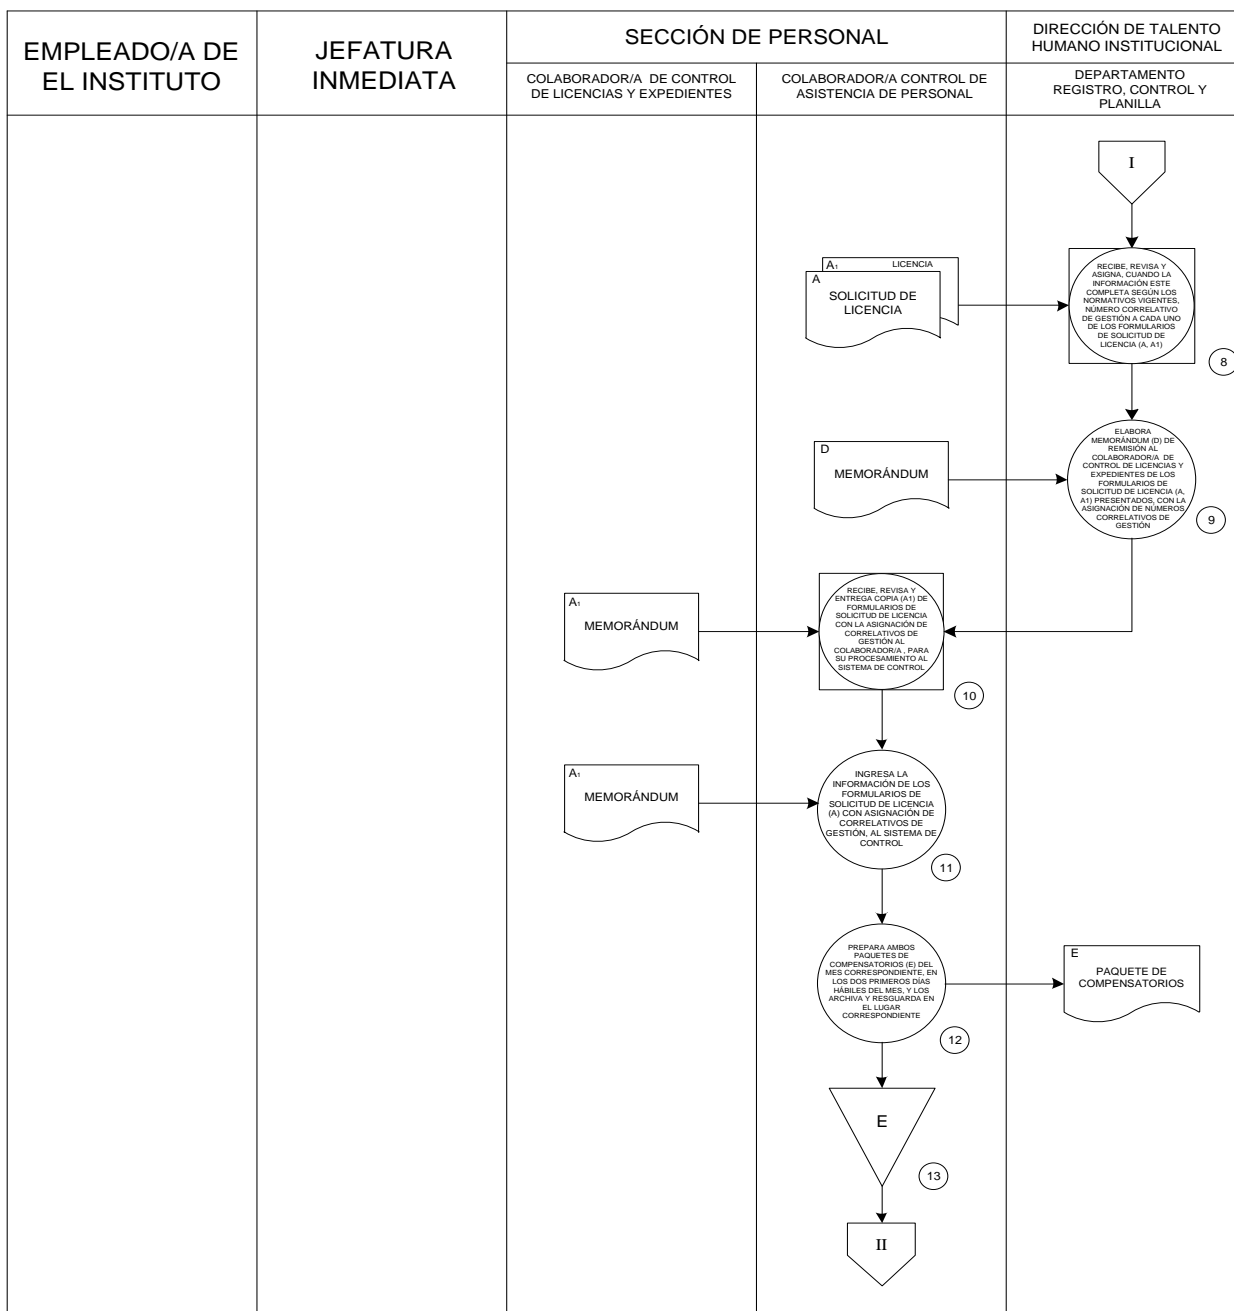 EMPLEADO/A DE
EL INSTITUTO
JEFATURA
INMEDIATA
SECCIÓN DE PERSONAL
DIRECCIÓN DE TALENTO
HUMANO INSTITUCIONAL
COLABORADOR/A DE CONTROL
DE LICENCIAS Y EXPEDIENTES
COLABORADOR/A CONTROL DE
ASISTENCIA DE PERSONAL
DEPARTAMENTO
REGISTRO, CONTROL Y
PLANILLA
I
A1 LICENCIA
A
SOLICITUD DE
LICENCIA
RECIBE, REVISA Y
ASIGNA, CUANDO LA
INFORMACIÓN ESTE
COMPLETA SEGÚN LOS
NORMATIVOS VIGENTES,
NÚMERO CORRELATIVO
DE GESTIÓN A CADA UNO
DE LOS FORMULARIOS
DE SOLICITUD DE
LICENCIA (A, A1)
8
D
MEMORÁNDUM
ELABORA
MEMORÁNDUM (D) DE
REMISIÓN AL
COLABORADOR/A DE
CONTROL DE LICENCIAS Y
EXPEDIENTES DE LOS
FORMULARIOS DE
SOLICITUD DE LICENCIA (A,
A1) PRESENTADOS, CON LA
ASIGNACIÓN DE NÚMEROS
CORRELATIVOS DE
GESTIÓN
9
A1
MEMORÁNDUM
RECIBE, REVISA Y
ENTREGA COPIA (A1) DE
FORMULARIOS DE
SOLICITUD DE LICENCIA
CON LA ASIGNACIÓN DE
CORRELATIVOS DE
GESTIÓN AL
COLABORADOR/A , PARA
SU PROCESAMIENTO AL
SISTEMA DE CONTROL
10
A1
MEMORÁNDUM
INGRESA LA
INFORMACIÓN DE LOS
FORMULARIOS DE
SOLICITUD DE LICENCIA
(A) CON ASIGNACIÓN DE
CORRELATIVOS DE
GESTIÓN, AL SISTEMA DE
CONTROL
11
PREPARA AMBOS
PAQUETES DE
COMPENSATORIOS (E) DEL
MES CORRESPONDIENTE, EN
LOS DOS PRIMEROS DÍAS
HÁBILES DEL MES, Y LOS
ARCHIVA Y RESGUARDA EN
EL LUGAR
CORRESPONDIENTE
12
E
PAQUETE DE
COMPENSATORIOS
E
13
II